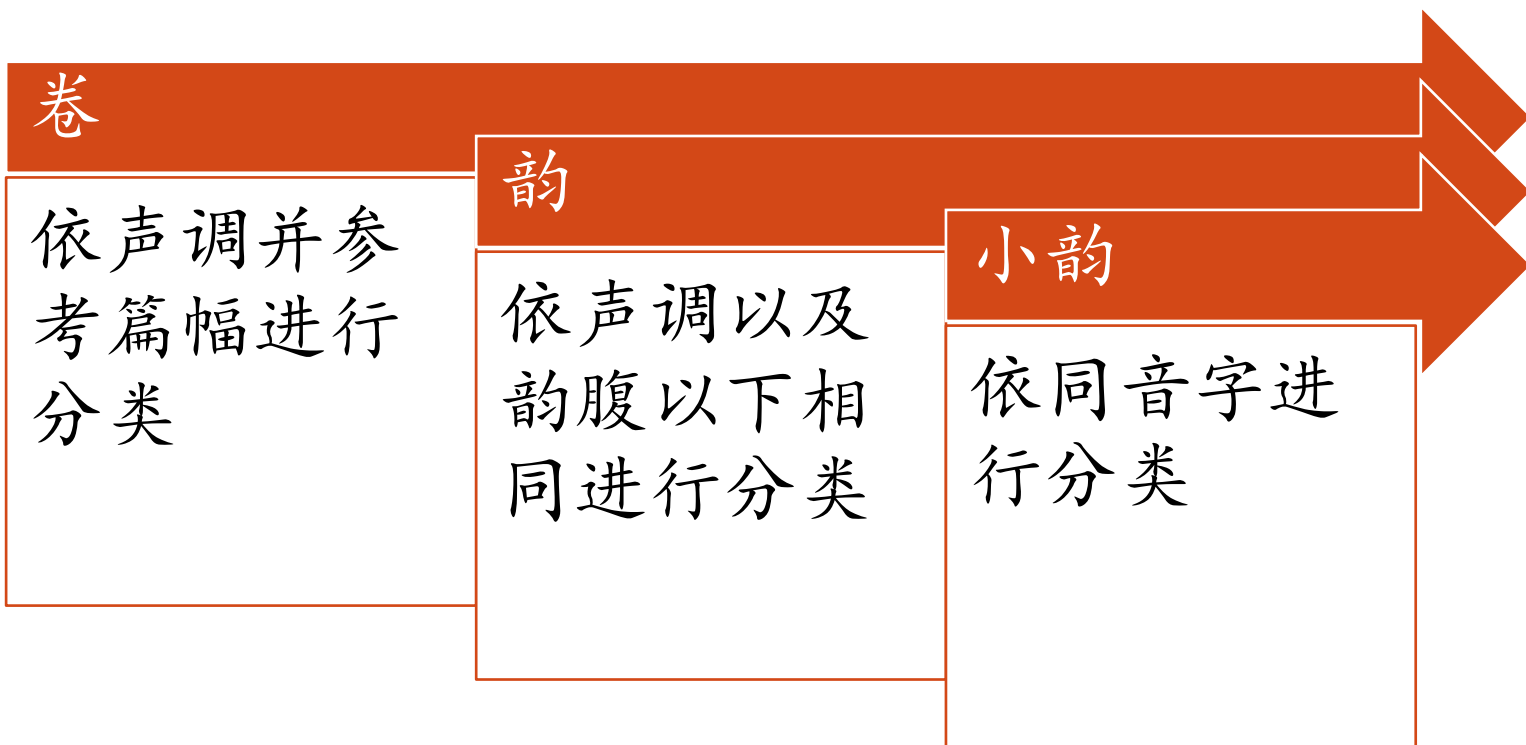 卷
依声调并参
考篇幅进行
分类
韵
依声调以及
韵腹以下相
同进行分类
小韵
依同音字进
行分类